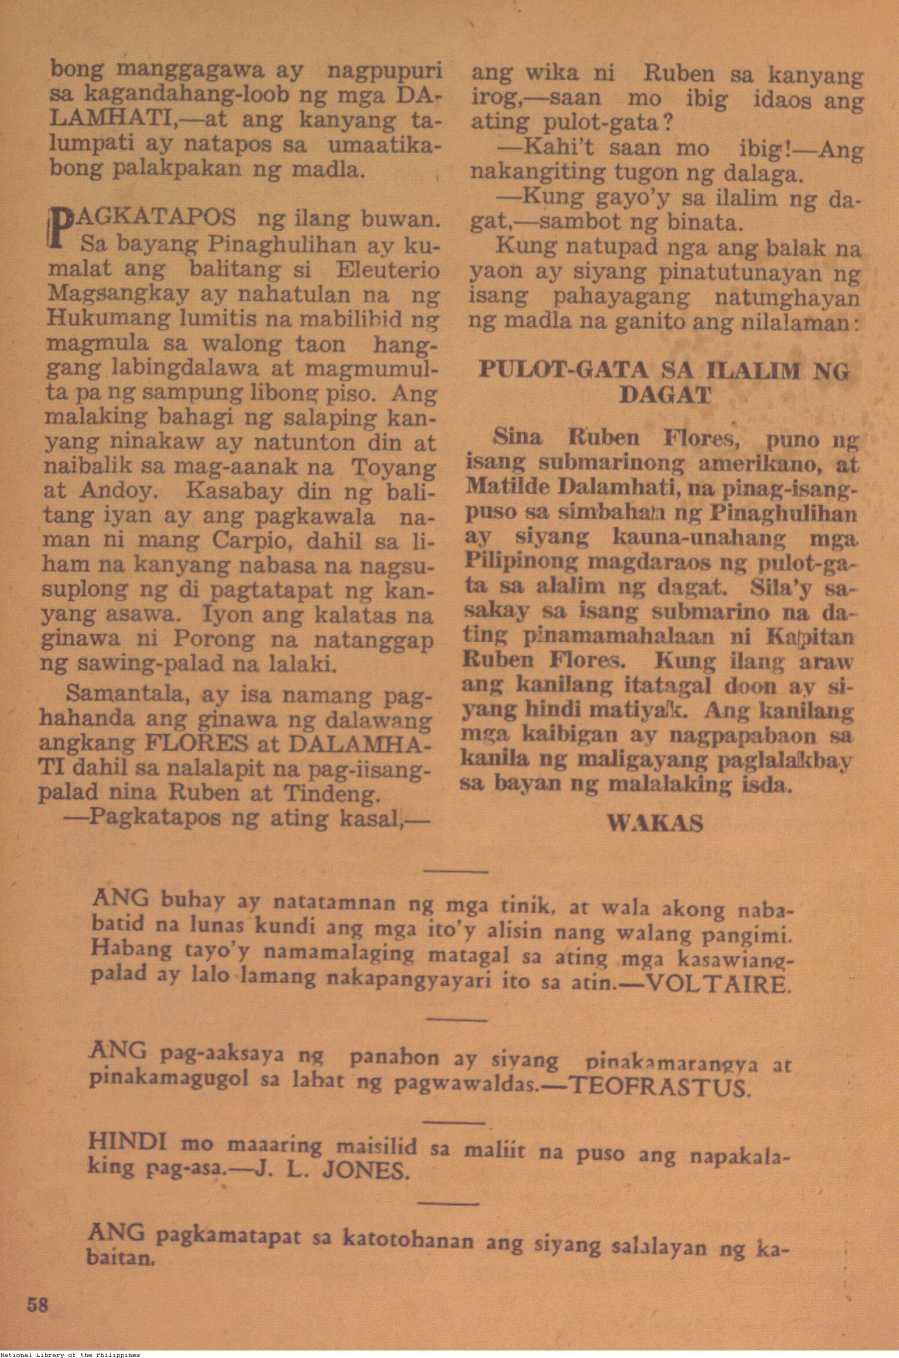 bong manggagawa ay nagpupuri
sa kagandahang-loob ng mga DA-
LAMHATI,—at ang kanyang ta-
lumpati ay natapos sa umaatika-
bong palakpakan ng madla.
PAGKATAPOS ng ilang buwan.
Sa bayang Pinaghulihan ay ku-
malat ang balitang si Eleuterio
Magsangkay ay nahatulan na ng
Hukumang lumitis na mabilibid ng
magmula sa walong taon hang-
gang labingdalawa at magmumul-
ta pa ng sampung libong piso. Ang
malaking bahagi ng salaping kan-
yang ninakaw ay natunton din at
naibalik sa mag-aanak na Toyang
at Andoy. Kasabay din ng bali-
tang iyan ay ang pagkawala na-
man ni mang Carpio, dahil sa li-
ham na kanyang nabasa na nagsu-
suplong ng di pagtatapat ng kan-
yang asawa. Iyon ang kalatas na
ginawa ni Porong na natanggap
ng sawing-palad na lalaki.
Samantala, ay isa namang pag-
hahanda ang ginawa ng dalawang
angkang FLORES at DALAMHA-
TI dahil sa nalalapit na pag-iisang-
palad nina Ruben at Tindeng.
—Pagkatapos ng ating kasal,—
ang wika ni Ruben sa kanyang
irog,—saan mo ibig idaos ang
ating pulot-gata?
—Kahi't saan mo ibig!—Ang
nakangiting tugon ng dalaga.
—Kung gayo'y sa ilalim ng da-
gat,—sambot ng binata.
Kung natupad nga ang balak na
yaon ay siyang pinatutunayan ng
isang pahayagang natunghayan
ng madla na ganito ang nilalaman:
PULOT-GATA SA ILALIM NG
DAGAT
Sina Ruben Flores, puno ng
isang submarinong amerikano, at
Matilde Dalamhati, na pinag-isang-
puso sa simbahan ng Pinaghulihan
ay siyang kauna-unahang mga
Pilipinong magdaraos ng pulot-ga-
ta sa alalim ng dagat. Sila'y sa-
sakay sa isang submarino na da-
ting pinamamahalaan ni Kapitan
Ruben Flores. Kung ilang araw
ang kanilang itatagal doon ay si-
yang hindi matiyak. Ang kanilang
mga kaibigan ay nagpapabaon sa
kanila ng maligayang paglalakbay
sa bayan ng malalaking isda.
WAKAS
ANG buhay ay natatamnan ng mga tinik, at wala akong naba-
batid na lunas kundi ang mga ito'y alisin nang walang pangimi.
Habang tayo'y namamalaging matagal sa ating mga kasawiang-
palad ay lalo lamang nakapangyayari ito sa atin.—VOLTAIRE.
ANG pag-aaksaya ng panahon ay siyang pinakamarangya at
pinakamagugol sa lahat ng pagwawaldas.—TEOFRASTUS.
HINDI mo maaaring maisilid sa maliit na puso ang napakala-
king pag-asa.—J. L. JONES.
ANG pagkamatapat sa katotohanan ang siyang salalayan ng ka-
baitan.
58
National Library of the Philippines